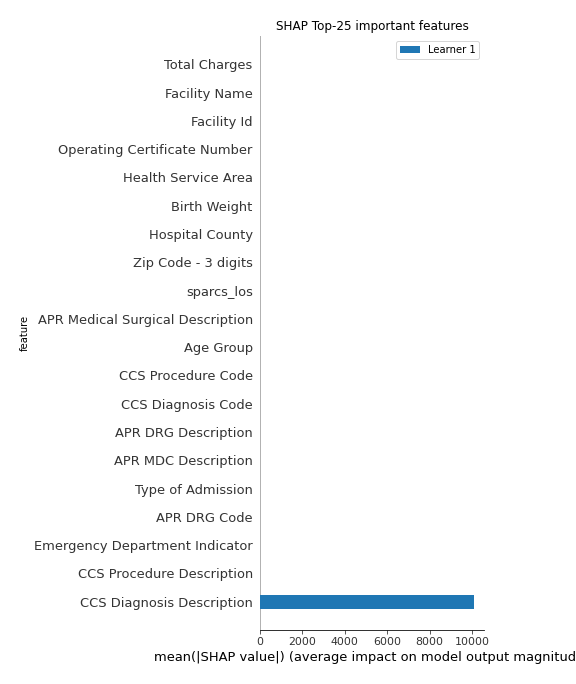 SHAP Top-25 important features
Learner 1
Total Charges
Facility Name
Facility Id
Operating Certificate Number
Health Service Area
Birth Weight
Hospital County
Zip Code - 3 digits
sparcs_los
APR Medical Surgical Description
Age Group
CCS Procedure Code
CCS Diagnosis Code
APR DRG Description
APR MDC Description
Type of Admission
APR DRG Code
Emergency Department Indicator
CCS Procedure Description
CCS Diagnosis Description
feature
0 2000 4000 6000 8000 10000
mean(|SHAP value|) (average impact on model output magnitud